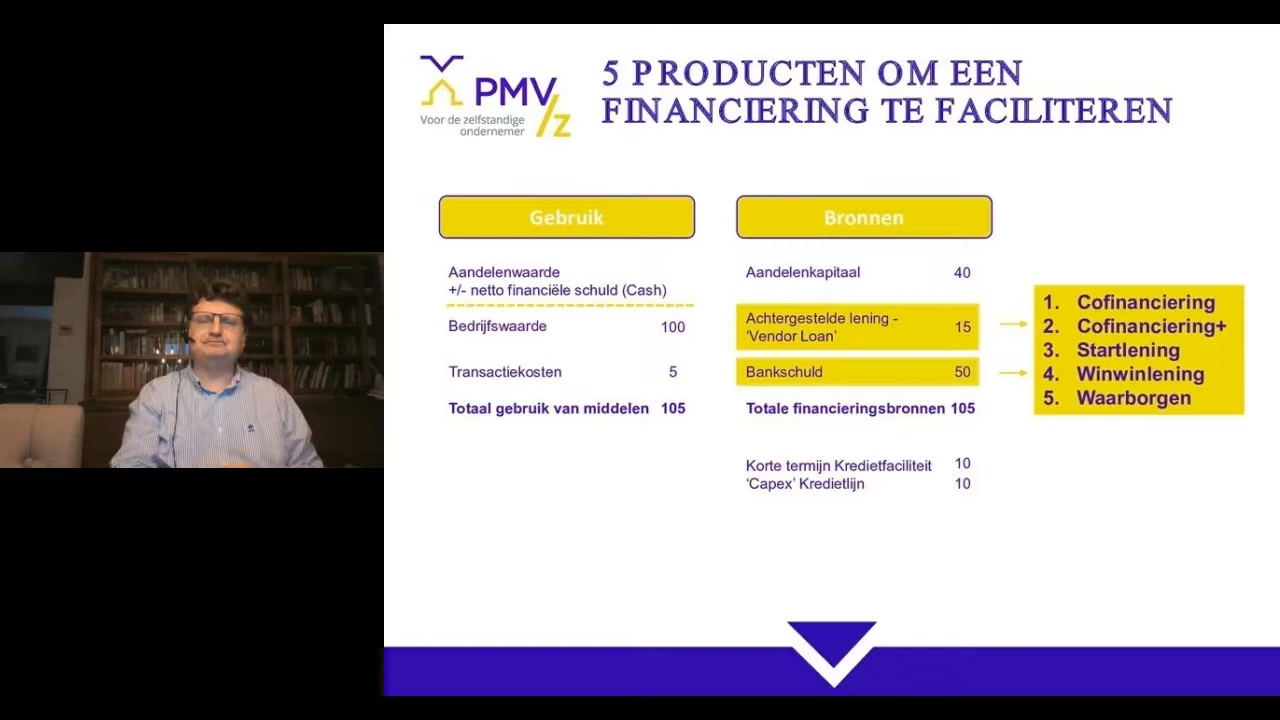 PMV
/z
Voor de zelfstandige
ondernemer
5 PRODUCTEN OM EEN
FINANCIERING TE FACILITEREN
Gebruik
Aandelenwaarde
+/- netto financiële schuld (Cash)
Bedrijfswaarde 100
Transactiekosten 5
Totaal gebruik van middelen 105
Bronnen
Aandelenkapitaal 40
Achtergestelde lening -
‘Vendor Loan’ 15
Bankschuld 50
Totale financieringsbronnen 105
Korte termijn Kredietfaciliteit 10
‘Capex’ Kredietlijn 10
1. Cofinanciering
2. Cofinanciering+
3. Startlening
4. Winwinlening
5. Waarborgen